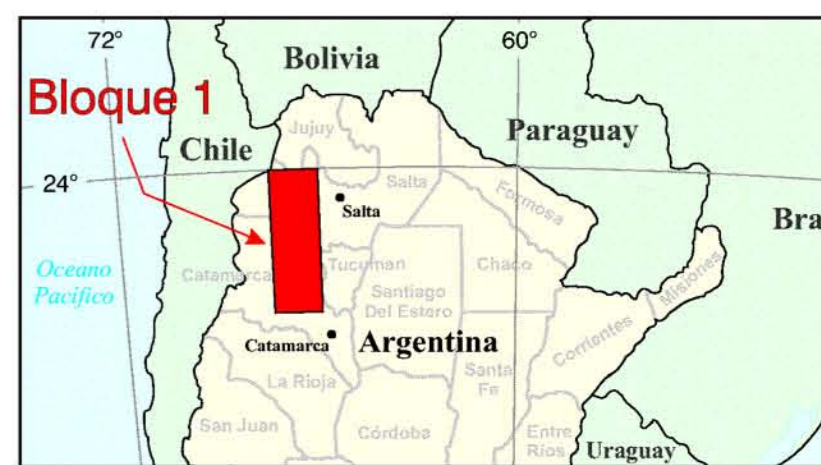 72°
60°
Bolivia
Bloque 1
Jujuy
Paraguay
Chile
24°
Salta
Formosa
Salta
Bra
Oceano
Pacifico
Catamarca
Tucuman
Chaco
Misiones
Santiago
Del Estero
Catamarca
Argentina
Corrientes
La Rioja
Santa
Fe
San Juan
Córdoba
Entre
Rios
Uruguay